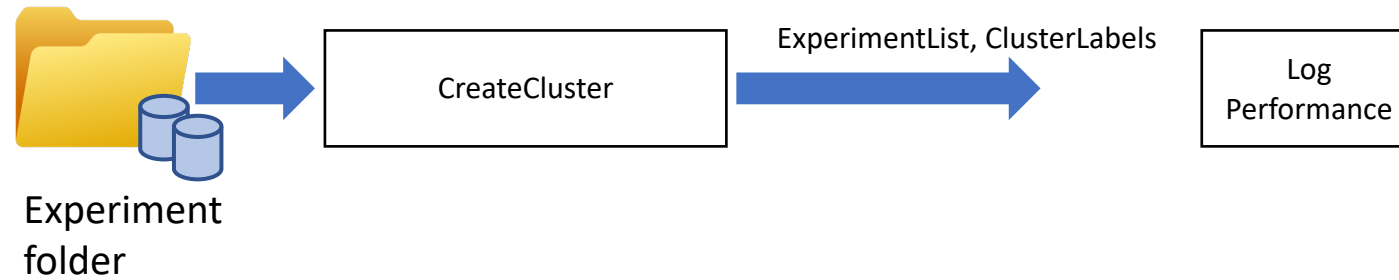 ExperimentList, ClusterLabels
CreateCluster
Log
Performance
Experiment
folder